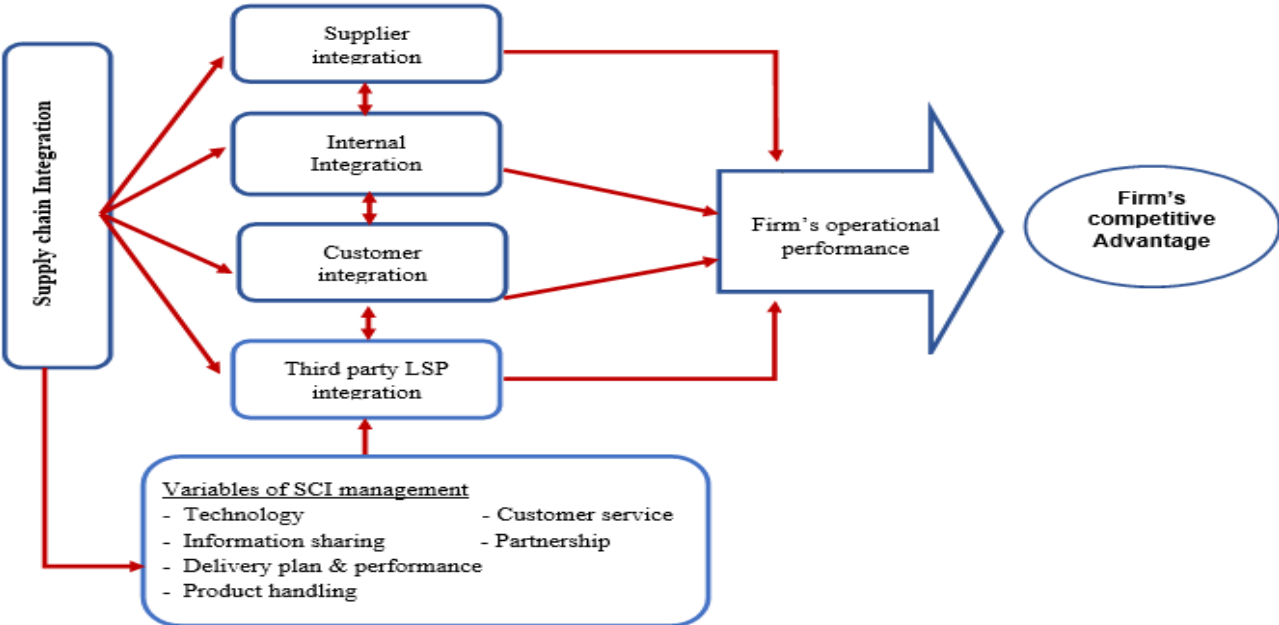 Supply chain Integration
Supplier
integration
Internal
Integration
Customer
integration
Third party LSP
integration
Variables of SCI management
- Technology
- Information sharing
- Delivery plan & performance
- Product handling
- Customer service
- Partnership
Firm's operational
performance
Firm's
competitive
Advantage